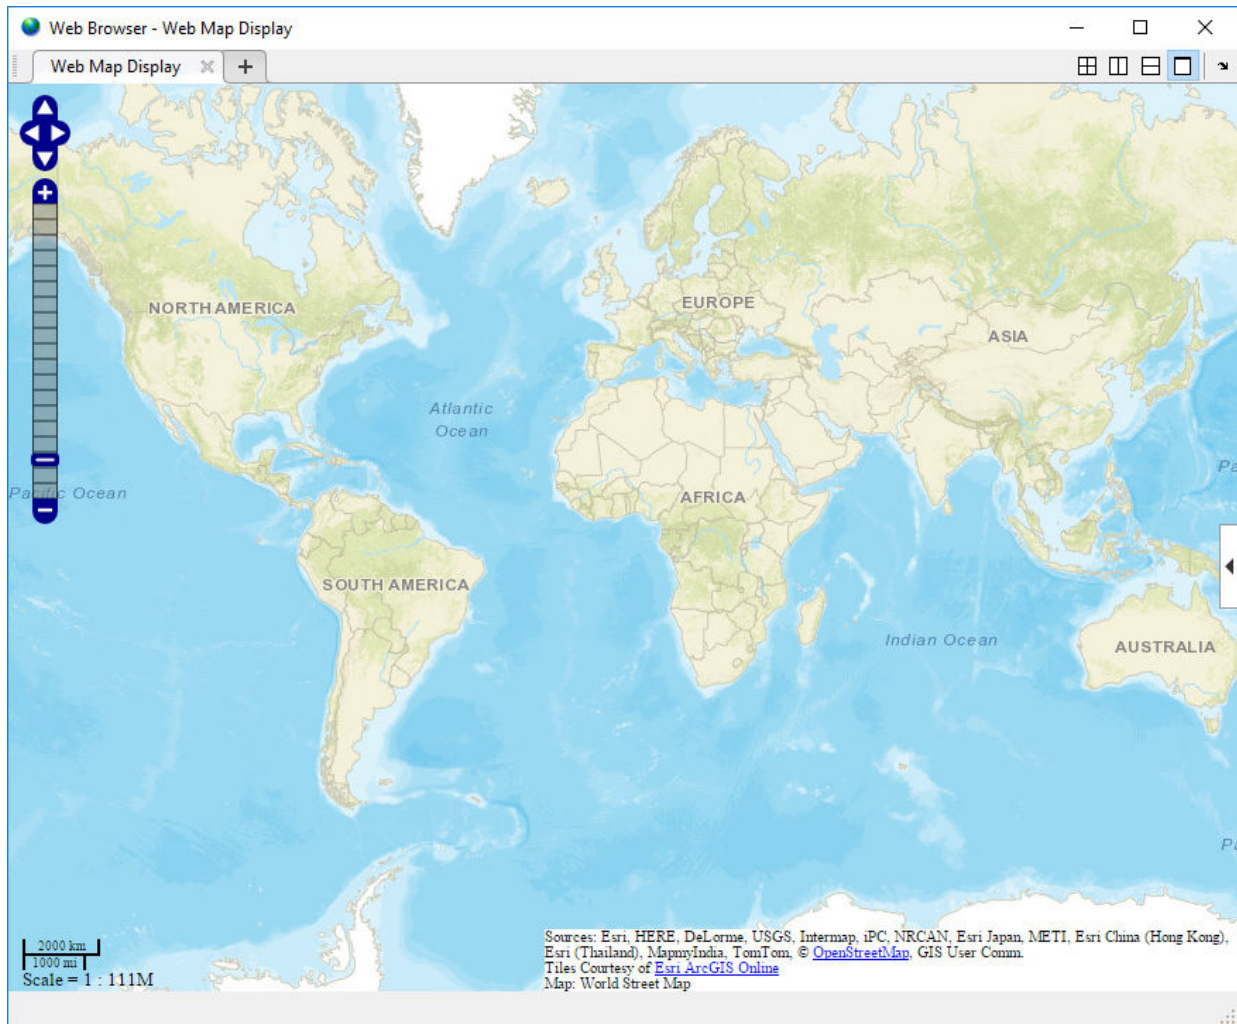 Web Browser - Web Map Display
Web Map Display
NORTH AMERICA
EUROPE
ASIA
Atlantic
Ocean
Pacific Ocean
Pa
AFRICA
SOUTH AMERICA
Indian Ocean
AUSTRALIA
2000 km
1000 mi
Scale = 1 : 111M
Sources: Esri, HERE, DeLorme, USGS, Intermap, iPC, NRCAN, Esri Japan, METI, Esri China (Hong Kong),
Esri (Thailand), MapmyIndia, TomTom, © OpenStreetMap, GIS User Comm.
Tiles Courtesy of Esri ArcGIS Online
Map: World Street Map